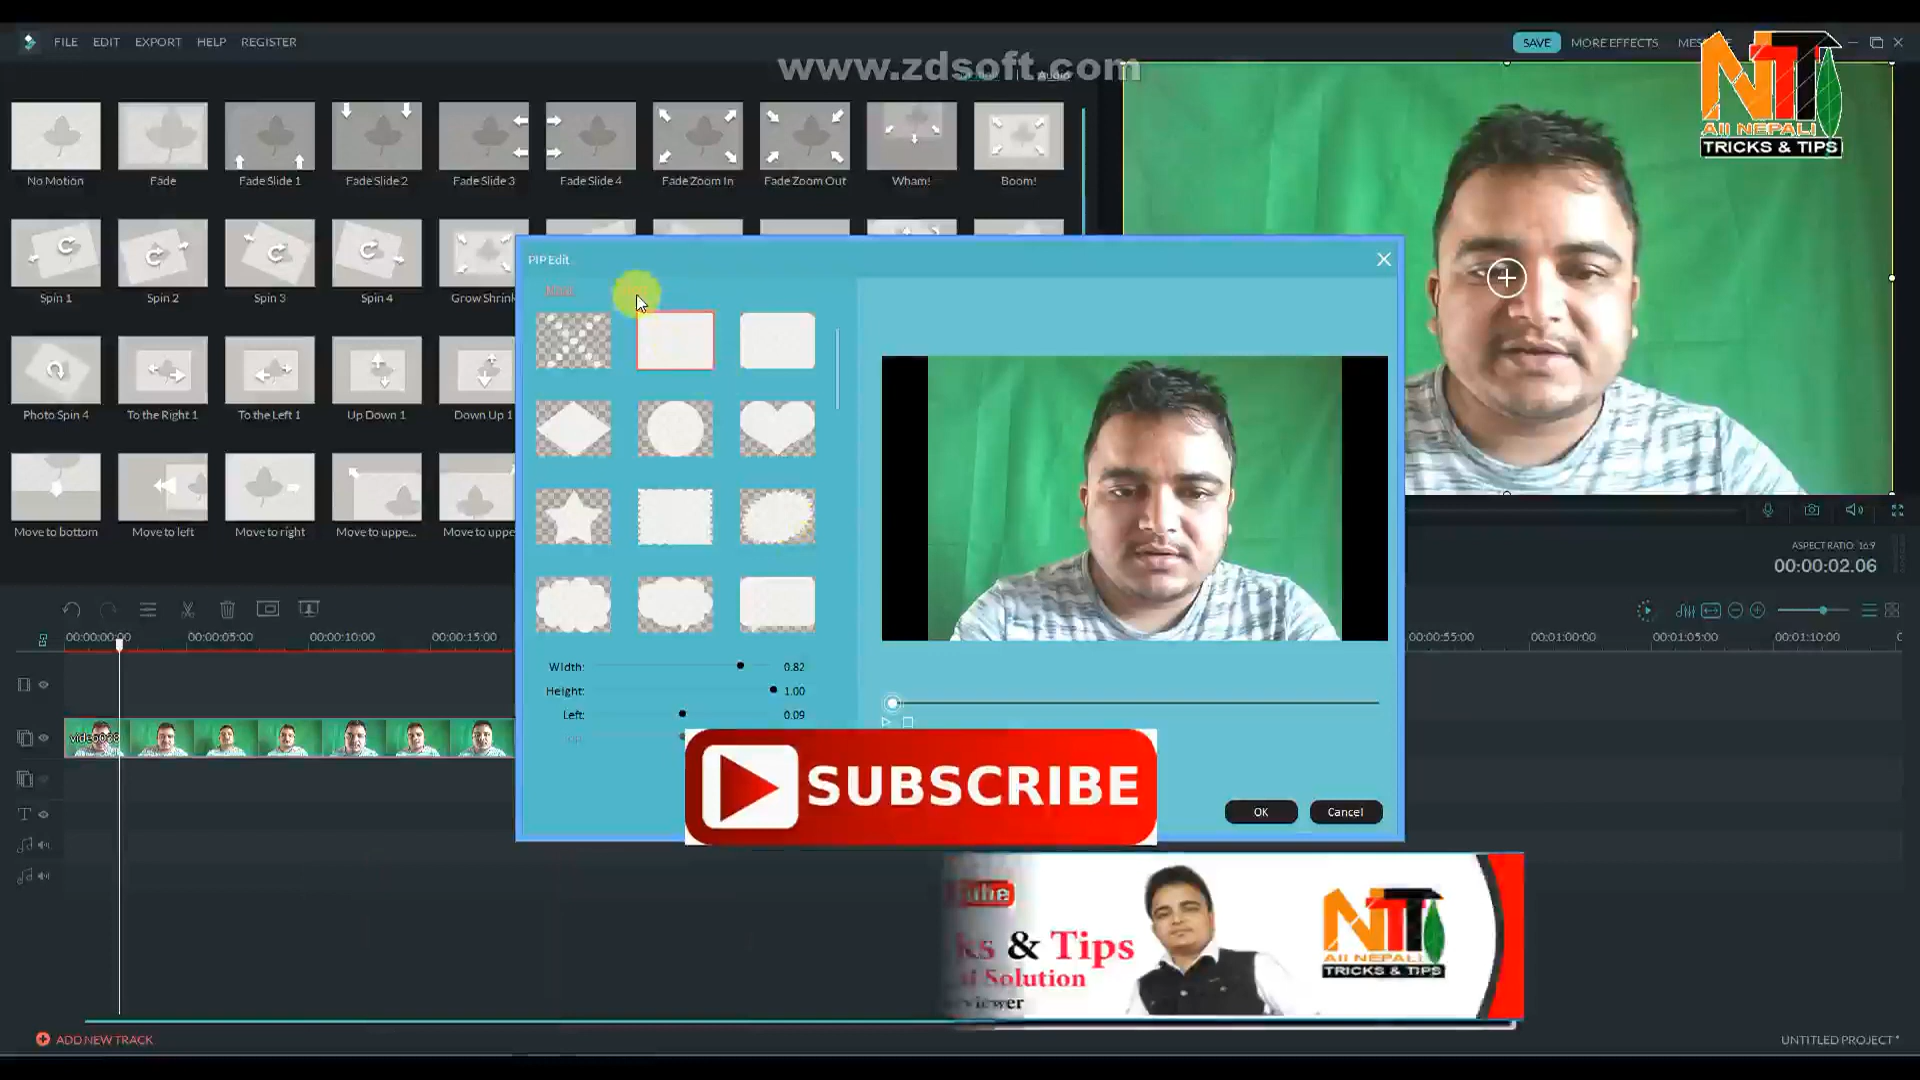 FILE EDIT EXPORT HELP REGISTER
SAVE MORE EFFECTS
www.zdsoft.com
Audio
NTT
All NEPALI
TRICKS & TIPS
No Motion Fade Fade Slide 1 Fade Slide 2 Fade Slide 3 Fade Slide 4 Fade Zoom In Fade Zoom Out Wham! Boom!
Spin 1 Spin 2 Spin 3 Spin 4 Grow Shrink
Photo Spin 4 To the Right 1 To the Left 1 Up Down 1 Down Up 1
Move to bottom Move to left Move to right Move to uppe... Move to uppe
PIP Edit
Width: 0.82
Height: 1.00
Left: 0.09
OK Cancel
ASPECT RATIO: 16:9
00:00:02.06
00:00:00:00 00:00:05:00 00:00:10:00 00:00:15:00 00:00:55:00 00:01:00:00 00:01:05:00 00:01:10:00
SUBSCRIBE
& Tips
Solution
NTT
All NEPALI
TRICKS & TIPS
ADD NEW TRACK
UNTITLED PROJECT *